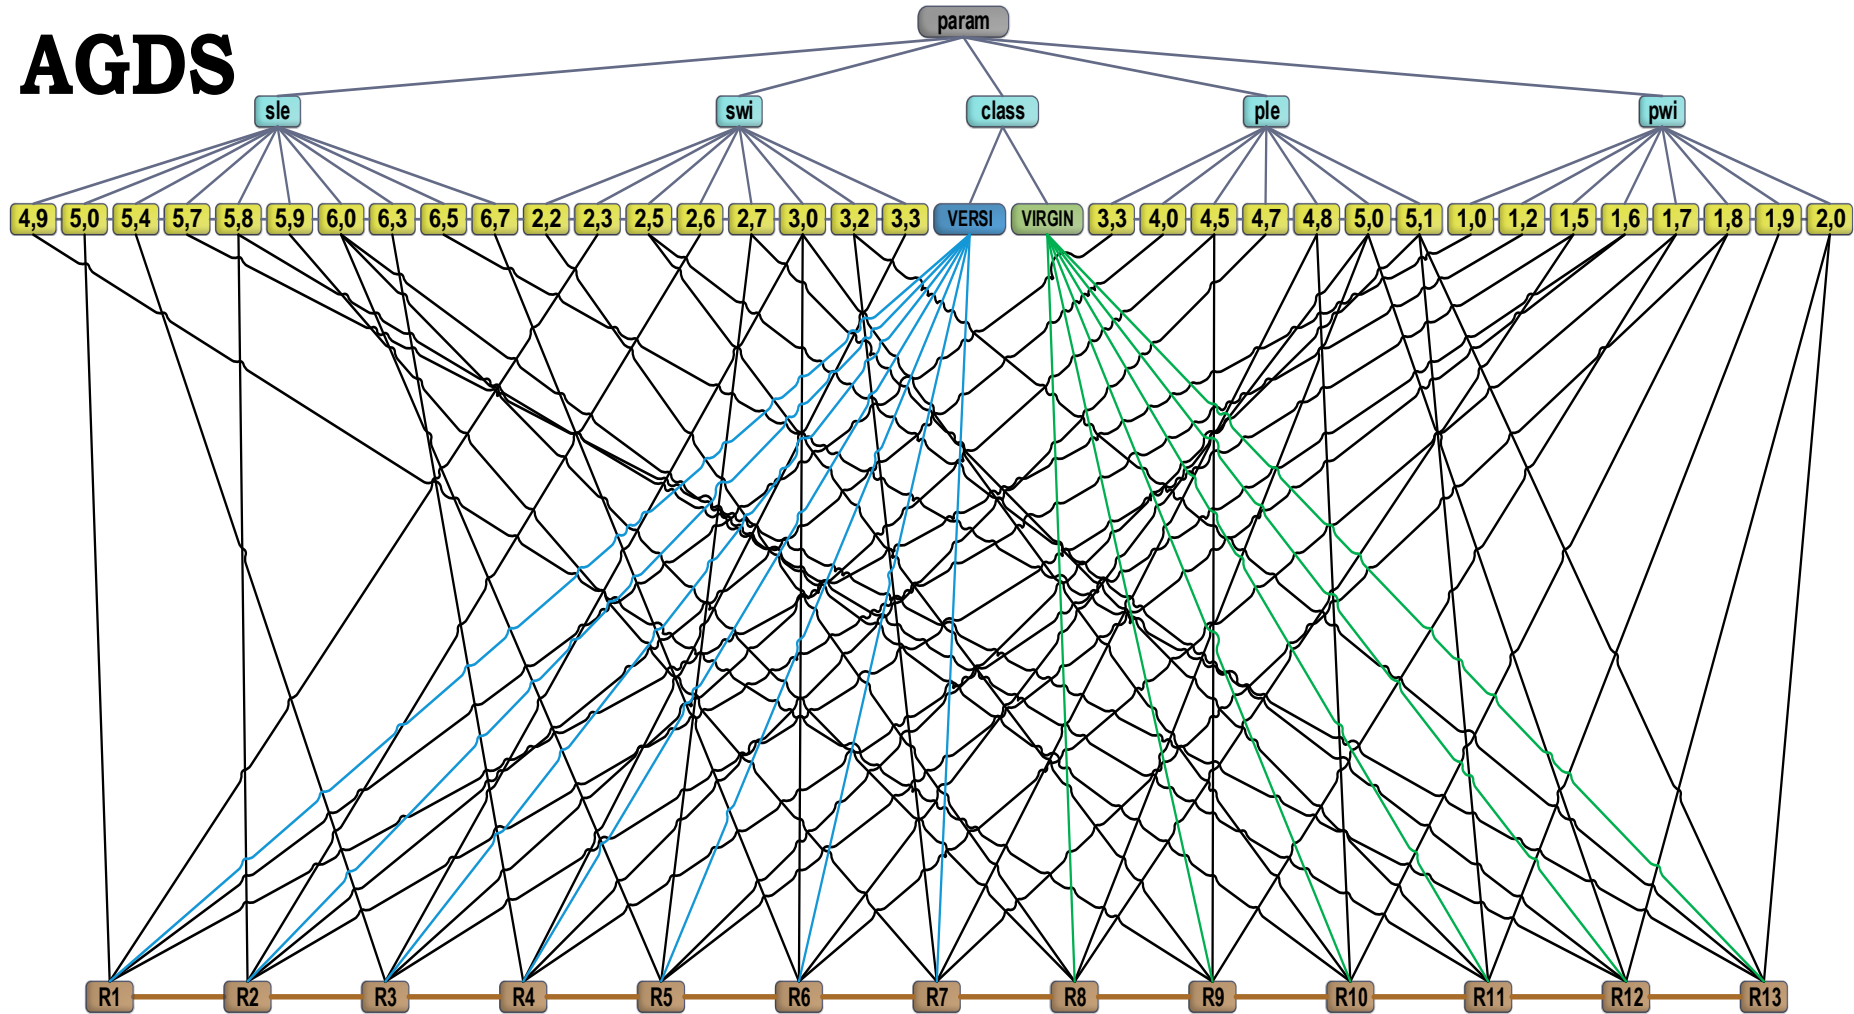 param
AGDS
sle swi class ple pwi
4,9 5,0 5,4 5,7 5,8 5,9 6,0 6,3 6,5 6,7 2,2 2,3 2,5 2,6 2,7 3,0 3,2 3,3 VERSI VIRGIN 3,3 4,0 4,5 4,7 4,8 5,0 5,1 1,0 1,2 1,5 1,6 1,7 1,8 1,9 2,0
R1 R2 R3 R4 R5 R6 R7 R8 R9 R10 R11 R12 R13